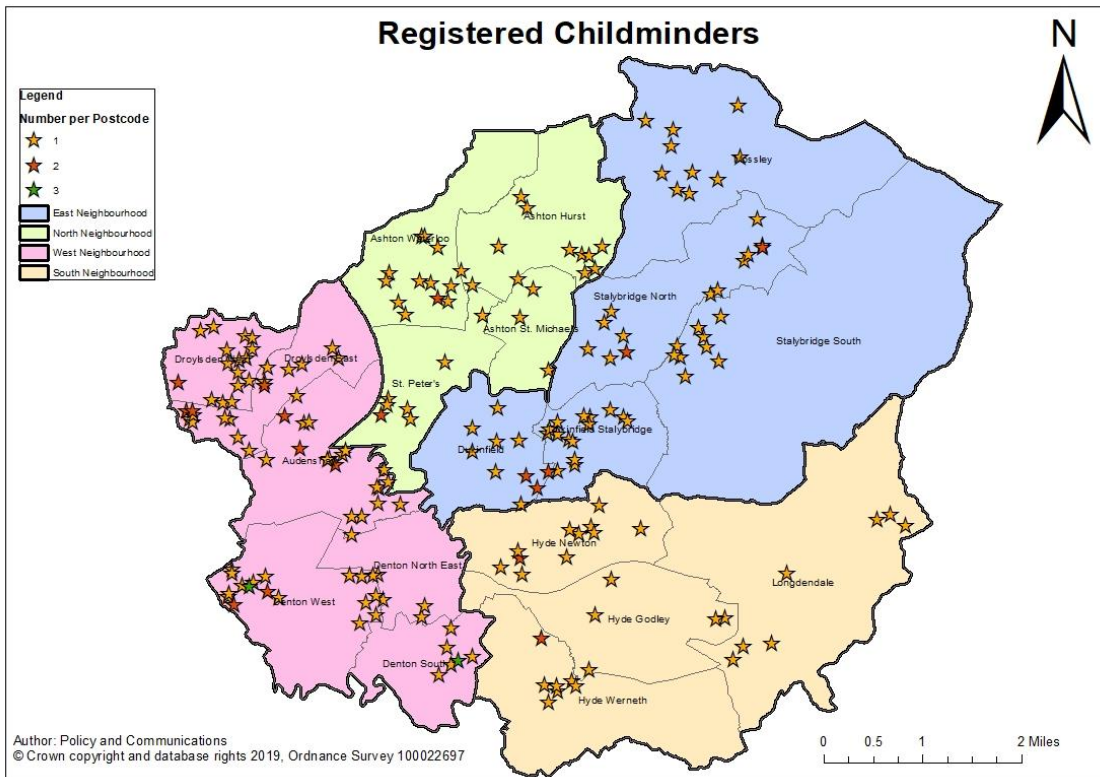 Registered Childminders
N
Legend
Number per Postcode
1
2
3
East Neighbourhood
North Neighbourhood
West Neighbourhood
South Neighbourhood
Ashton Hurst
Ashton
Stalybridge North
Ashton St. Michaels
Stalybridge South
Droylsden East
St. Peter's
Stalybridge
Hyde Newton
Denton North East
Longdendale
Denton West
Hyde Godley
Denton South
Hyde Werneth
Author: Policy and Communications
© Crown copyright and database rights 2019, Ordnance Survey 100022697
0 0.5 1 2 Miles